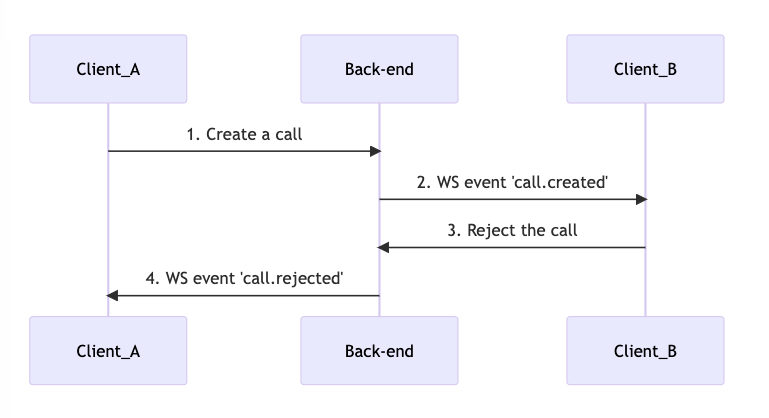 Client_A
Back-end
Client_B
1. Create a call
2. WS event 'call.created'
3. Reject the call
4. WS event 'call.rejected'
Client_A
Back-end
Client_B